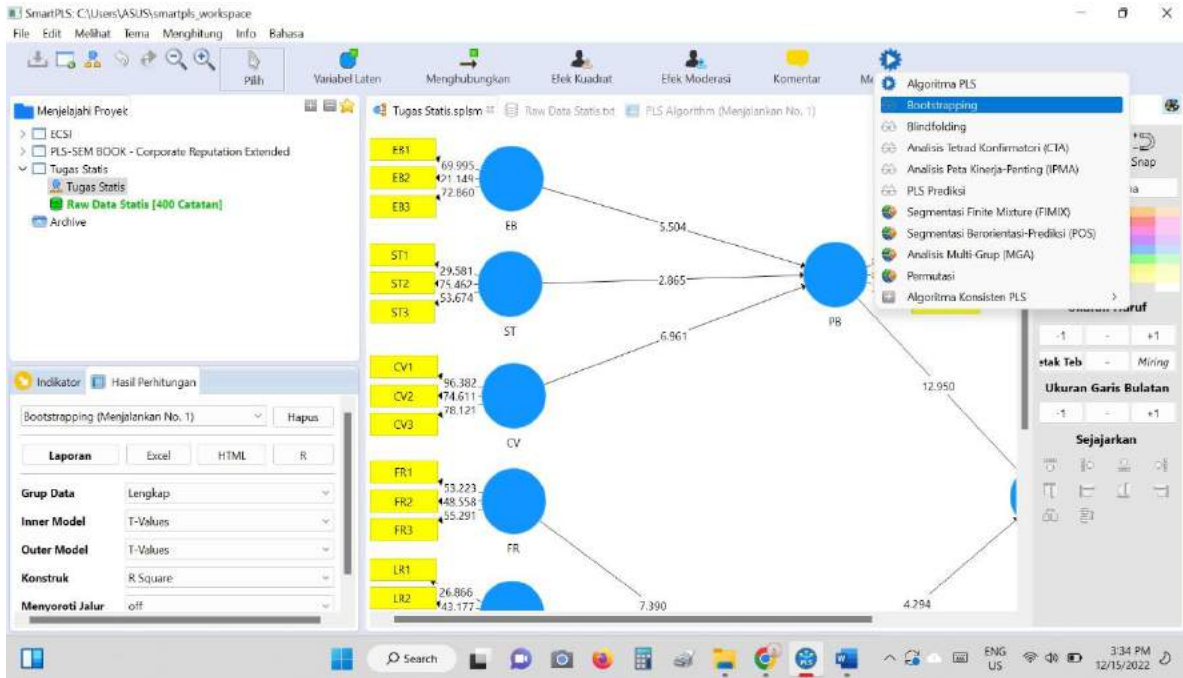 SmartPLS: C:\Users\ASUS\smartpls_workspace
File Edit Melihat Tema Menghitung Info Bahasa
Pilih
Variabel Laten
Menghubungkan
Efek Kuadrat
Efek Moderasi
Komentar
Algoritma PLS
Bootstrapping
Blindfolding
Analisis Tetrad Konfirmatori (CTA)
Analisis Peta Kinerja-Penting (IPMA)
PLS Prediksi
Segmentasi Finite Mixture (FIMIX)
Segmentasi Berorientasi-Prediksi (POS)
Analisis Multi-Grup (MGA)
Permutasi
Algoritma Konsisten PLS
Menjelajahi Proyek
ECSI
PLS-SEM BOOK - Corporate Reputation Extended
Tugas Statis
Tugas Statis
Raw Data Statis [400 Catatan]
Archive
Tugas Statis.splsm
Raw Data Statis.txt
PLS Algorithm (Menjalankan No. 1)
EB1
EB2
EB3
69.995
21.149
72.860
EB
5.504
ST1
ST2
ST3
29.581
75.462
53.674
ST
2.865
CV1
CV2
CV3
96.382
74.611
78.121
CV
6.961
PB
12.950
FR1
FR2
FR3
53.223
48.558
55.291
FR
7.390
LR1
LR2
26.866
43.177
4.294
Snap
-1 - +1
etak Teb - Miring
Ukuran Garis Bulatan
-1 - +1
Sejajarkan
Indikator
Hasil Perhitungan
Bootstrapping (Menjalankan No. 1)
Hapus
Laporan Excel HTML R
Grup Data Lengkap
Inner Model T-Values
Outer Model T-Values
Konstruk R Square
Menyoroti Jalur off
Search
ENG
US
3:34 PM
12/15/2022